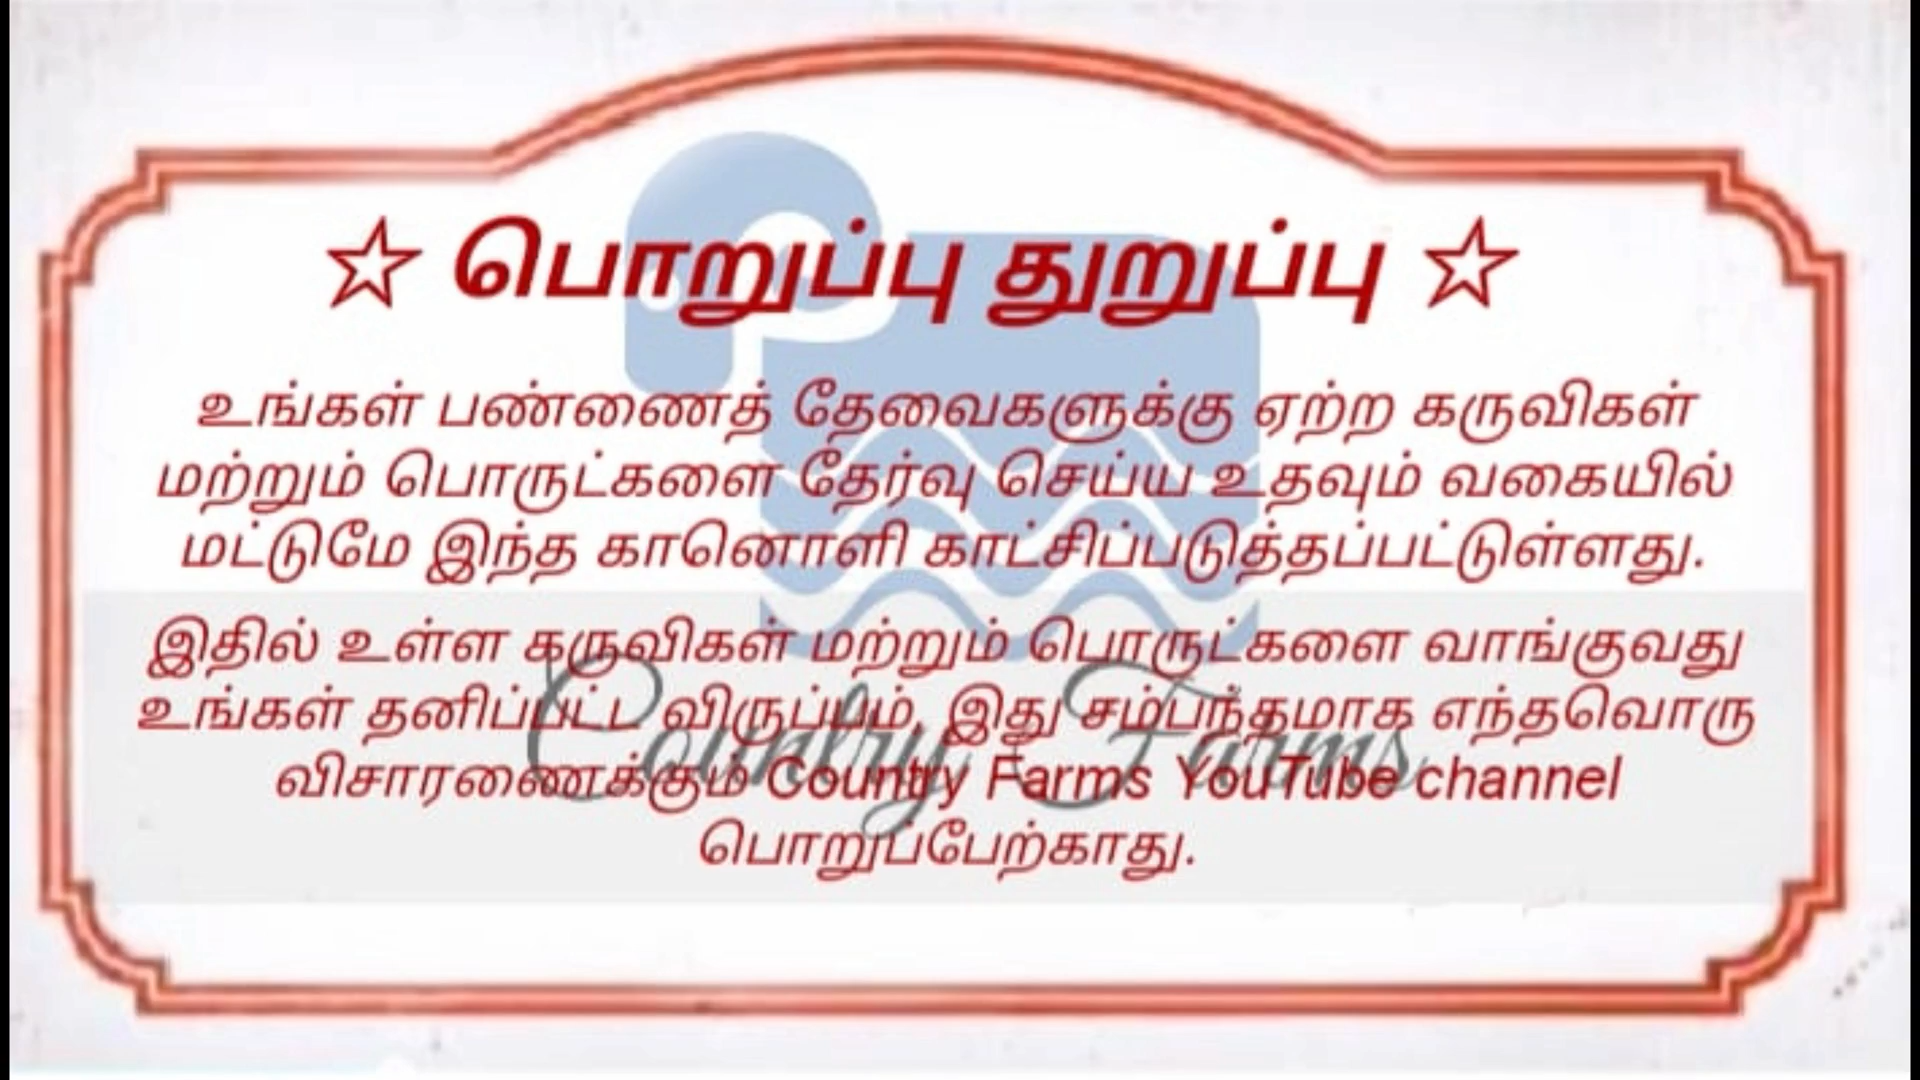 ☆ பொறுப்பு துறுப்பு ☆
உங்கள் பண்ணைத் தேவைகளுக்கு ஏற்ற கருவிகள்
மற்றும் பொருட்களை தேர்வு செய்ய உதவும் வகையில்
மட்டுமே இந்த கானொளி காட்சிப்படுத்தப்பட்டுள்ளது.
இதில் உள்ள கருவிகள் மற்றும் பொருட்களை வாங்குவது
உங்கள் தனிப்பட்ட விருப்பம், இது சம்பந்தமாக எந்தவொரு
விசாரணைக்கும் Country Farms YouTube channel
பொறுப்பேற்காது.
Country Farms